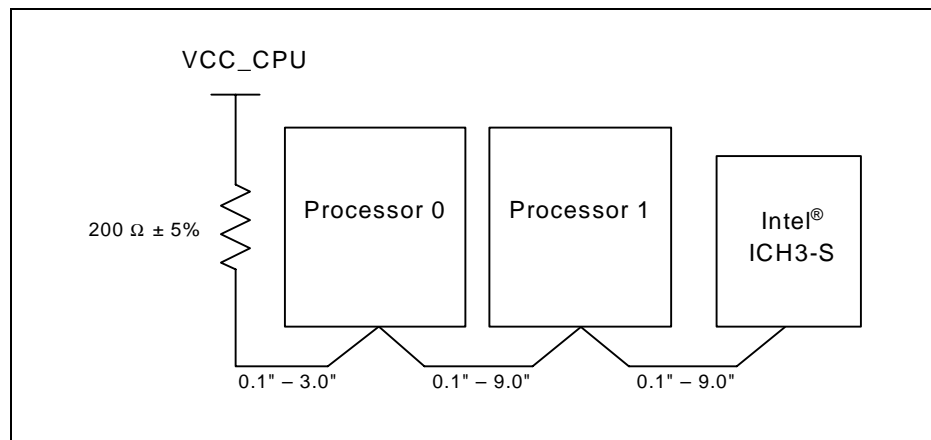 VCC_CPU
200 Ω ± 5%
Processor 0
Processor 1
Intel®
ICH3-S
0.1" – 3.0"
0.1" – 9.0"
0.1" – 9.0"